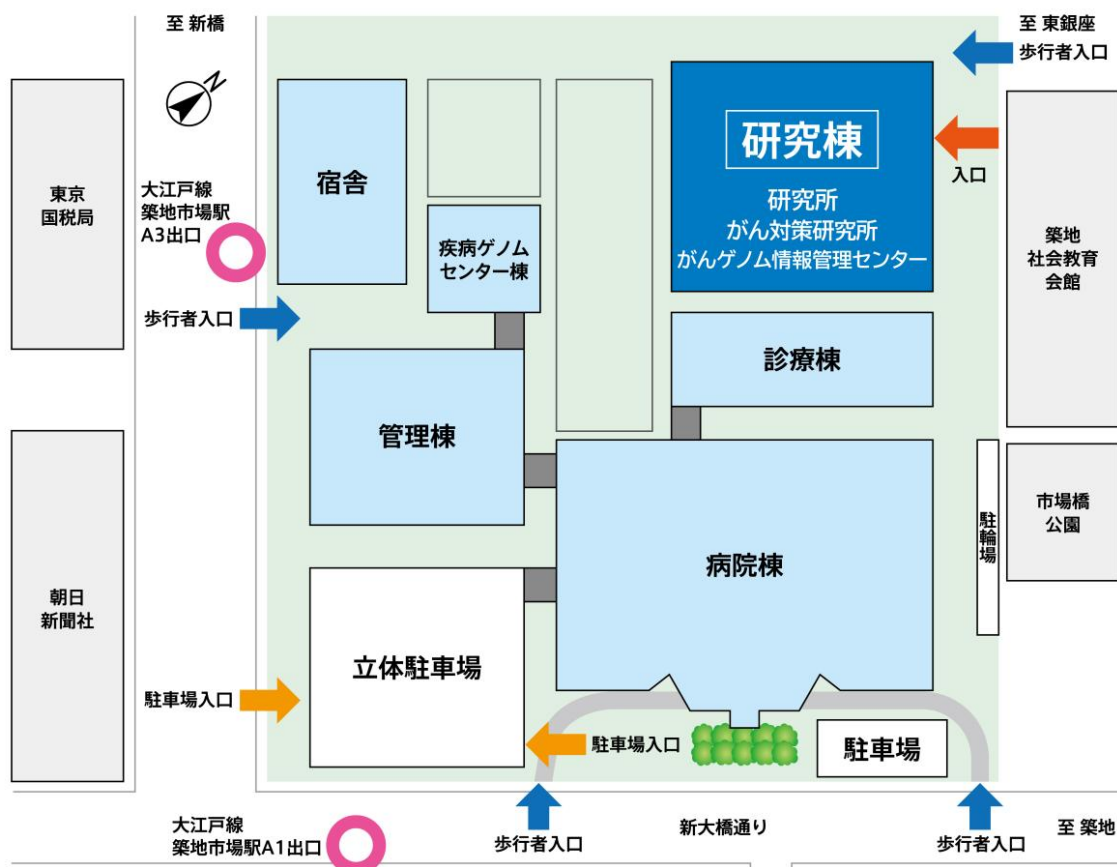 至 新橋
至 東銀座
歩行者入口
N
研究棟
研究所
がん対策研究所
がんゲノム情報管理センター
入口
東京
国税局
大江戸線
築地市場駅
A3出口
宿舎
疾病ゲノム
センター棟
築地
社会教育
会館
歩行者入口
診療棟
管理棟
病院棟
駐輪場
市場橋
公園
朝日
新聞社
立体駐車場
駐車場入口
駐車場入口
駐車場
大江戸線
築地市場駅A1出口
歩行者入口
新大橋通り
歩行者入口
至 築地